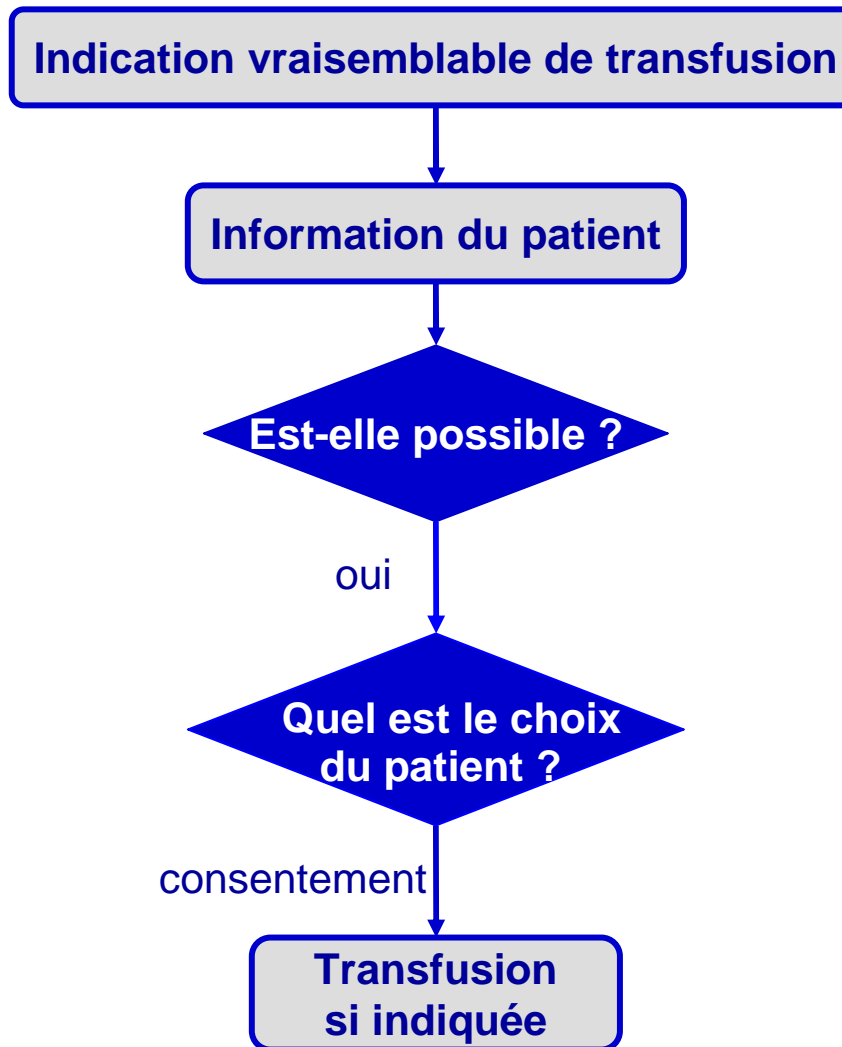 Indication vraisemblable de transfusion
Information du patient
Est-elle possible ?
oui
Quel est le choix
du patient ?
consentement
Transfusion
si indiquée